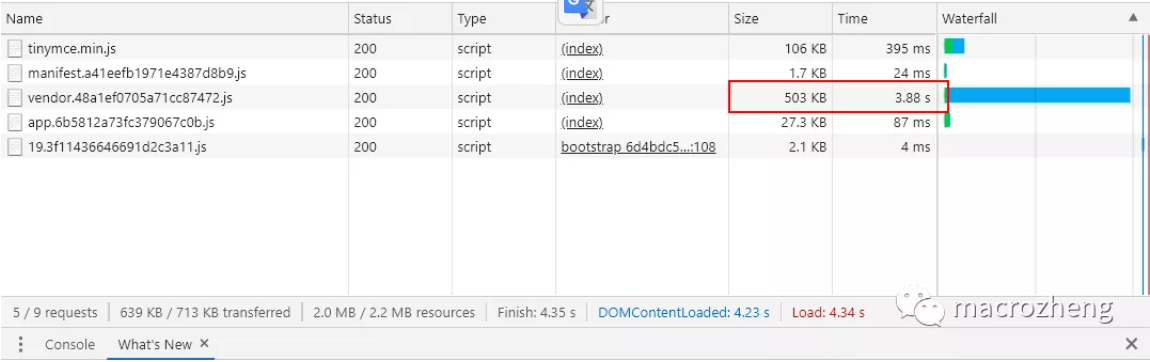 Name Status Type r Size Time Waterfall
tinymce.min.js 200 script (index) 106 KB 395 ms
manifest.a41eefb1971e4387d8b9.js 200 script (index) 1.7 KB 24 ms
vendor.48a1ef0705a71cc87472.js 200 script (index) 503 KB 3.88 s
app.6b5812a73fc379067c0b.js 200 script (index) 27.3 KB 87 ms
19.3f11436646691d2c3a11.js 200 script bootstrap 6d4bdc5…:108 2.1 KB 4 ms
5 / 9 requests 639 KB / 713 KB transferred 2.0 MB / 2.2 MB resources Finish: 4.35 s DOMContentLoaded: 4.23 s Load: 4.34 s
macrozheng
Console What's New ×